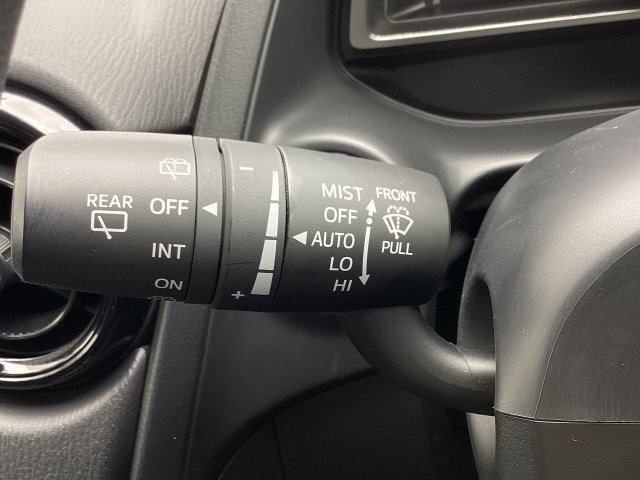 REAR
OFF
INT
ON
-
+
MIST
OFF
AUTO
LO
HI
FRONT
PULL